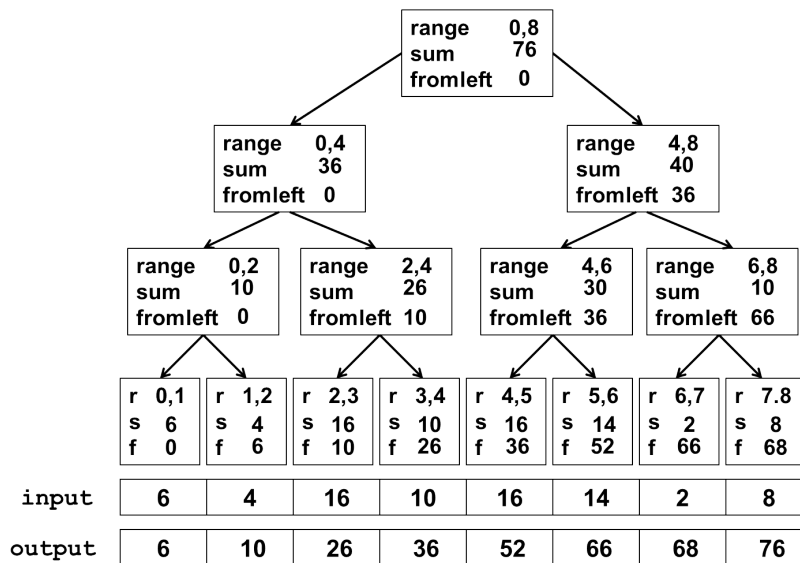 range 0,8
sum 76
fromleft 0
range 0,4
sum 36
fromleft 0
range 4,8
sum 40
fromleft 36
range 0,2
sum 10
fromleft 0
range 2,4
sum 26
fromleft 10
range 4,6
sum 30
fromleft 36
range 6,8
sum 10
fromleft 66
r 0,1
s 6
f 0
r 1,2
s 4
f 6
r 2,3
s 16
f 10
r 3,4
s 10
f 26
r 4,5
s 16
f 36
r 5,6
s 14
f 52
r 6,7
s 2
f 66
r 7.8
s 8
f 68
input 6 4 16 10 16 14 2 8
output 6 10 26 36 52 66 68 76